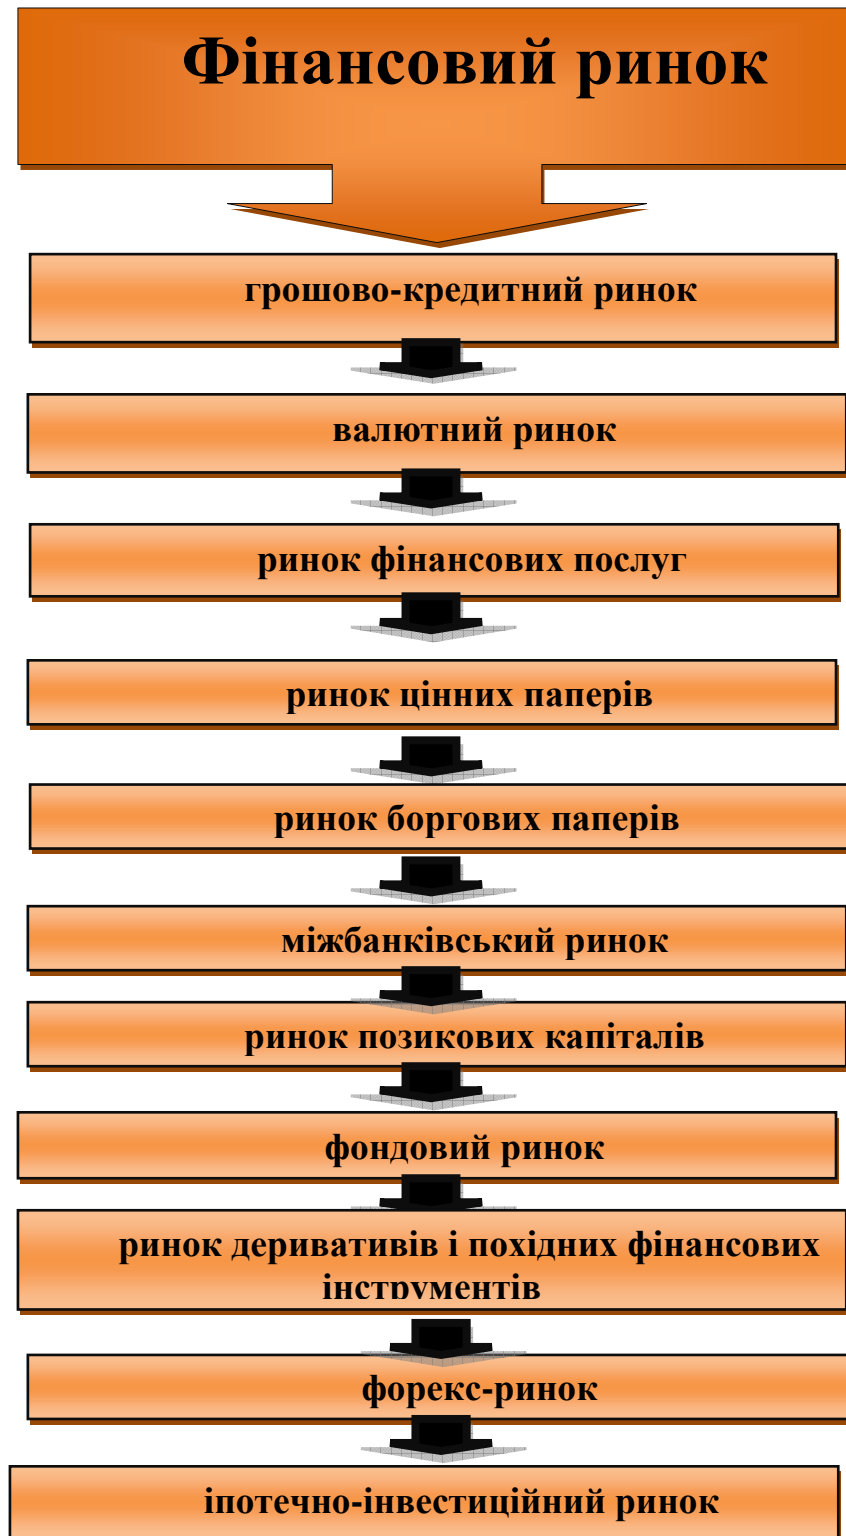 Фінансовий ринок
грошово-кредитний ринок
валютний ринок
ринок фінансових послуг
ринок цінних паперів
ринок боргових паперів
міжбанківський ринок
ринок позикових капіталів
фондовий ринок
ринок деривативів і похідних фінансових
інструментів
форекс-ринок
іпотечно-інвестиційний ринок